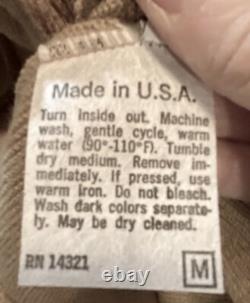 Made in U.S.A.
Turn inside out. Machine
wash, gentle cycle, warm
water (90°-110°F). Tumble
dry medium. Remove im-
mediately. If pressed, use
warm iron. Do not bleach.
Wash dark colors separate-
ly. May be dry cleaned.
RN 14321 M